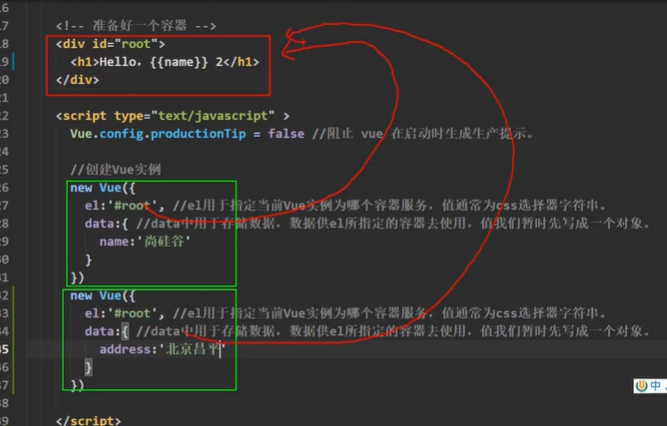 16
17
18 <!-- 准备好一个容器 -->
18 <div id="root">
19 <h1>Hello, {{name}} 2</h1>
20 </div>
21
22 <script type="text/javascript" >
23 Vue.config.productionTip = false //阻止 vue 在启动时生成生产提示。
24
25 //创建Vue实例
26 new Vue({
27 el:'#root', //el用于指定当前Vue实例为哪个容器服务，值通常为css选择器字符串。
28 data:{ //data中用于存储数据，数据供el所指定的容器去使用，值我们暂时先写成一个对象。
29 name:'尚硅谷'
30 }
31 })
32 new Vue({
33 el:'#root', //el用于指定当前Vue实例为哪个容器服务，值通常为css选择器字符串。
34 data:{ //data中用于存储数据，数据供el所指定的容器去使用，值我们暂时先写成一个对象。
35 address:'北京昌平'
36 }
37 })
38
39 </script>
中